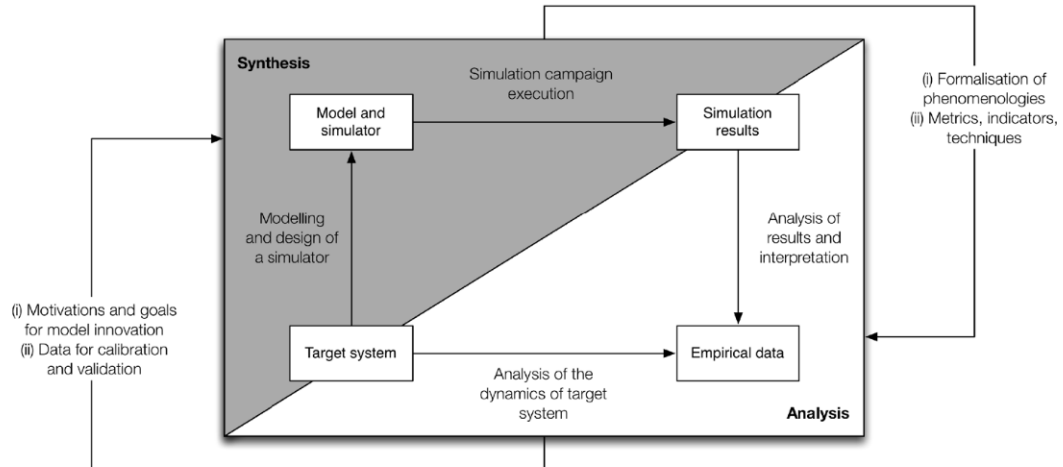 Synthesis
Simulation campaign
execution
Model and
simulator
Simulation
results
(i) Formalisation of
phenomenologies
(ii) Metrics, indicators,
techniques
Modelling
and design of
a simulator
Analysis of
results and
interpretation
(i) Motivations and goals
for model innovation
(ii) Data for calibration
and validation
Target system
Empirical data
Analysis of the
dynamics of target
system
Analysis